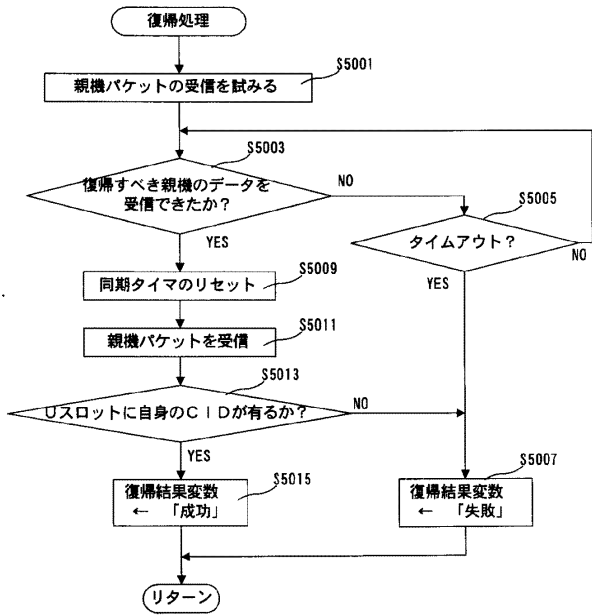 復帰処理
S5001
親機パケットの受信を試みる
S5003
復帰すべき親機のデータを
受信できたか？
NO
S5005
タイムアウト？
NO
YES
YES
S5009
同期タイマのリセット
S5011
親機パケットを受信
S5013
Uスロットに自身のCIDが有るか？
NO
YES
S5015
復帰結果変数
← 「成功」
S5007
復帰結果変数
← 「失敗」
リターン